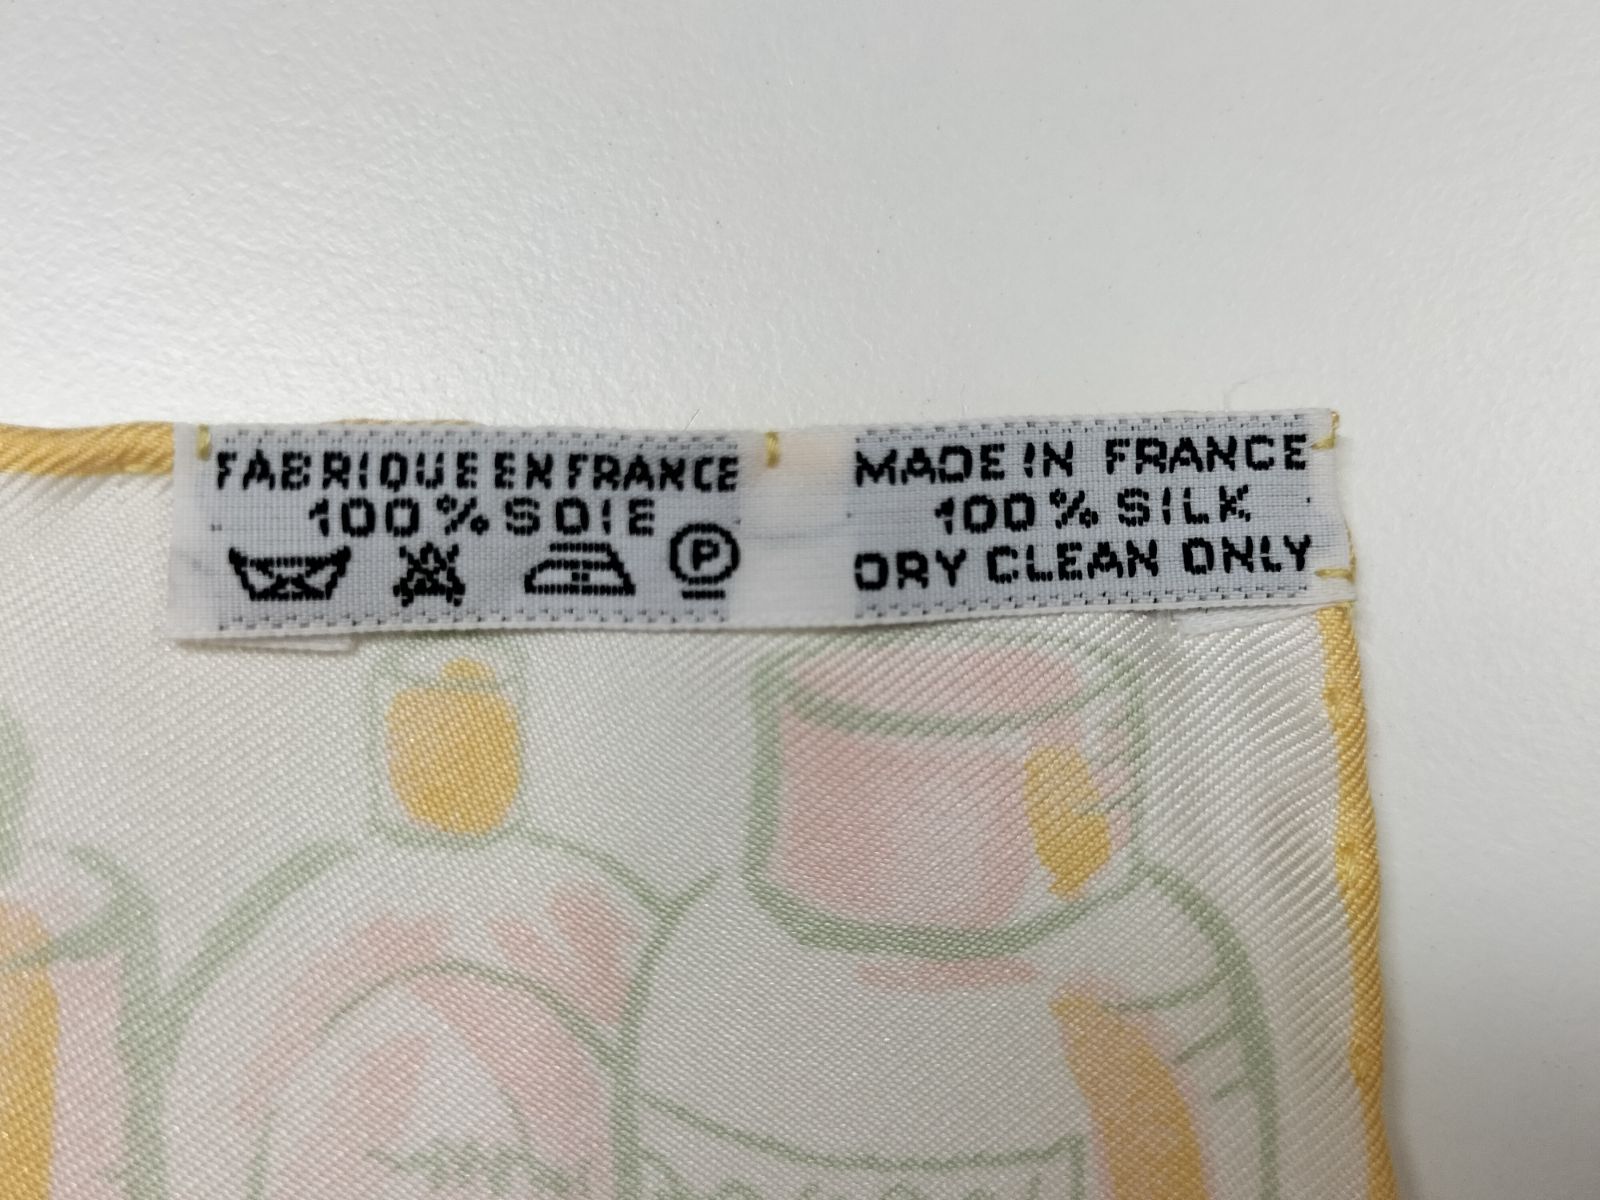 FABRIQUE EN FRANCE
100% SOIE
P
MADE IN FRANCE
100% SILK
DRY CLEAN ONLY